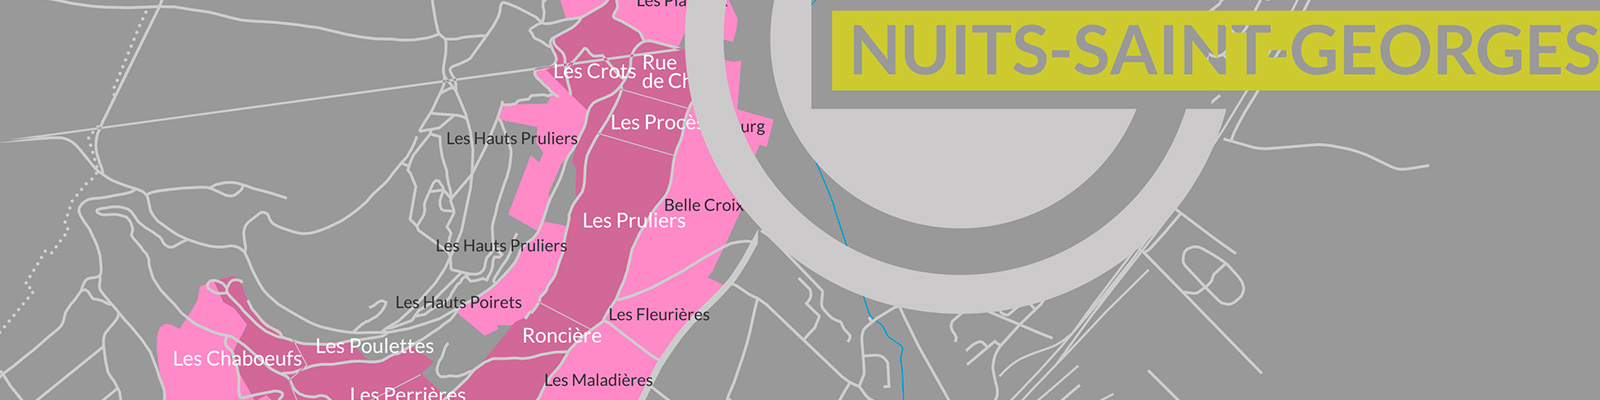 NUITS-SAINT-GEORGES
Les Crots
Rue
de Ch
Les Procès
urg
Les Hauts Pruliers
Belle Croix
Les Pruliers
Les Hauts Pruliers
Les Hauts Poirets
Les Fleurières
Roncière
Les Poulettes
Les Chaboeufs
Les Maladières
Les Perrières